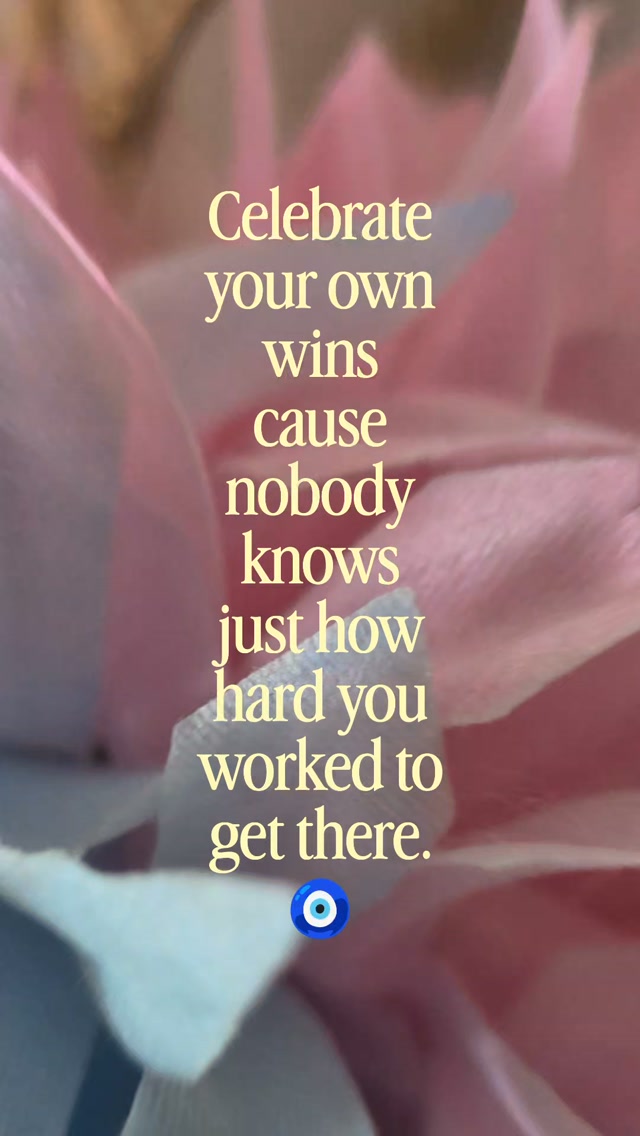 Celebrate
your own
wins
cause
nobody
knows
just how
hard you
worked to
get there.
🧿